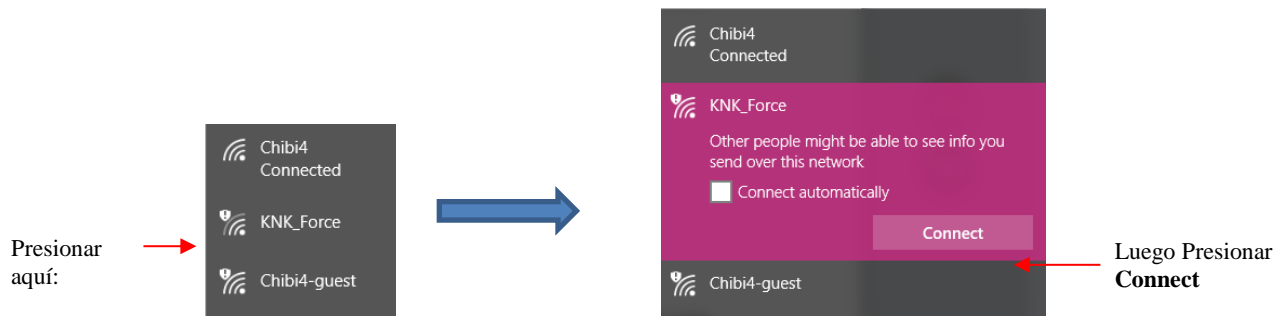 Presionar
aquí:
Chibi4
Connected
KNK_Force
Chibi4-guest
Chibi4
Connected
KNK_Force
Other people might be able to see info you
send over this network
Connect automatically
Connect
Chibi4-guest
Luego Presionar
Connect